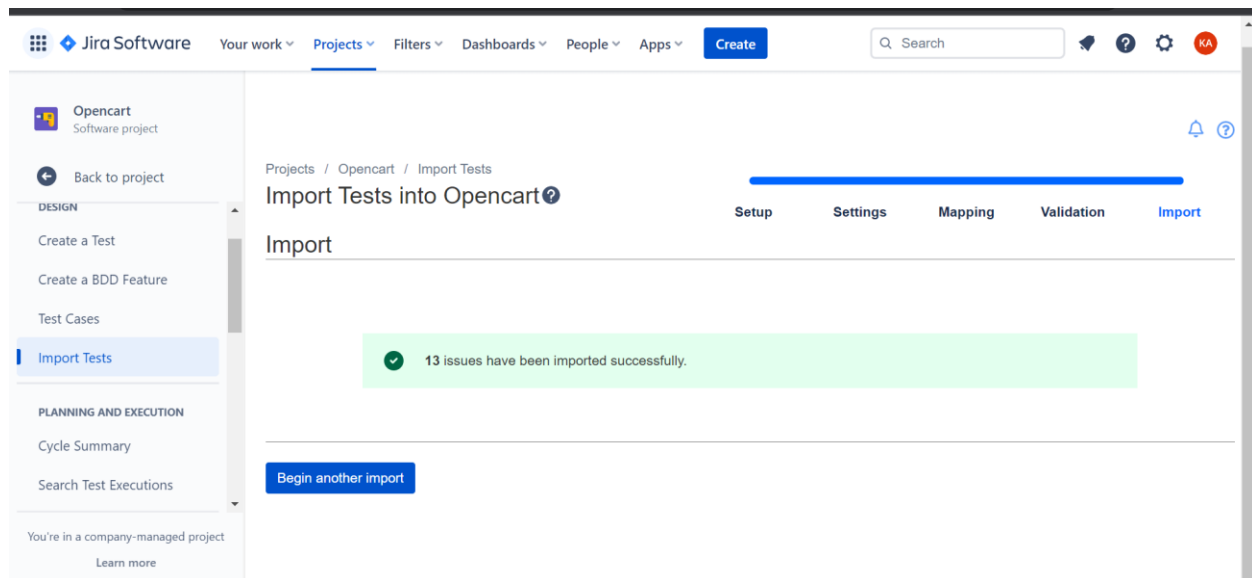 Jira Software Your work Projects Filters Dashboards People Apps Create Search KA
Opencart
Software project
Back to project
DESIGN
Create a Test
Create a BDD Feature
Test Cases
Import Tests
PLANNING AND EXECUTION
Cycle Summary
Search Test Executions
You're in a company-managed project
Learn more
Projects / Opencart / Import Tests
Import Tests into Opencart
Setup Settings Mapping Validation Import
Import
13 issues have been imported successfully.
Begin another import